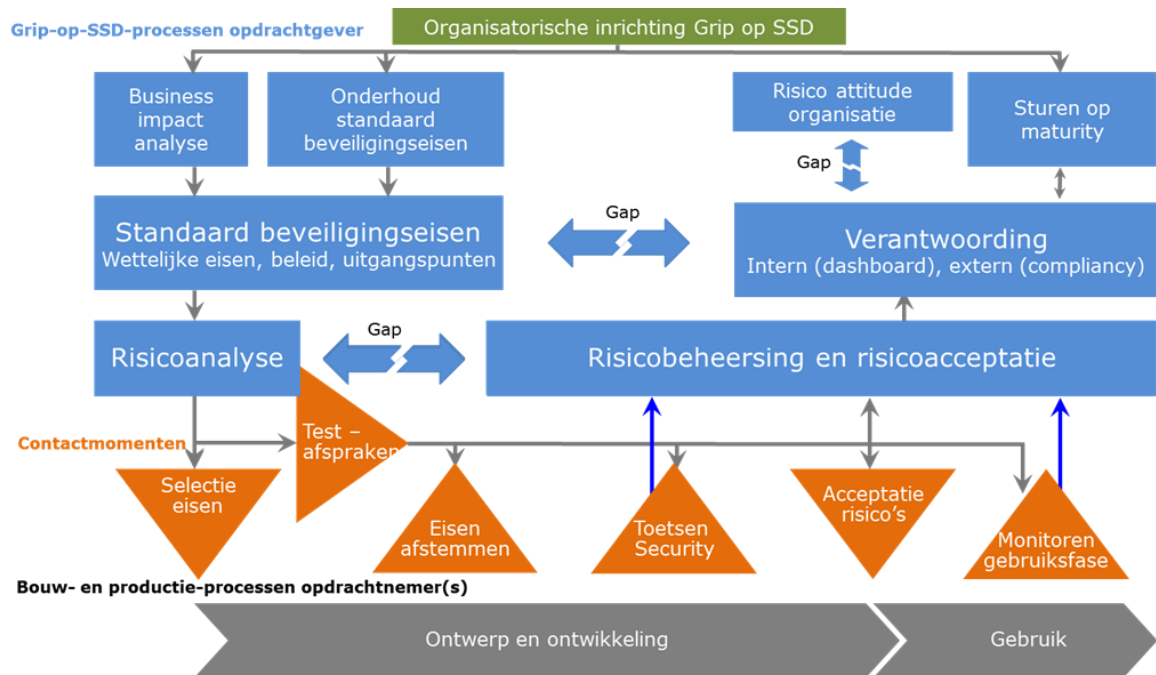 Grip-op-SSD-processen opdrachtgever
Organisatorische inrichting Grip op SSD
Business
impact
analyse
Onderhoud
standaard
beveiligingseisen
Risico attitude
organisatie
Sturen op
maturity
Gap
Standaard beveiligingseisen
Wettelijke eisen, beleid, uitgangspunten
Gap
Verantwoording
Intern (dashboard), extern (compliancy)
Risicoanalyse
Gap
Risicobeheersing en risicoacceptatie
Contactmomenten
Test –
afspraken
Selectie
eisen
Eisen
afstemmen
Toetsen
Security
Acceptatie
risico’s
Monitoren
gebruiksfase
Bouw- en productie-processen opdrachtnemer(s)
Ontwerp en ontwikkeling
Gebruik